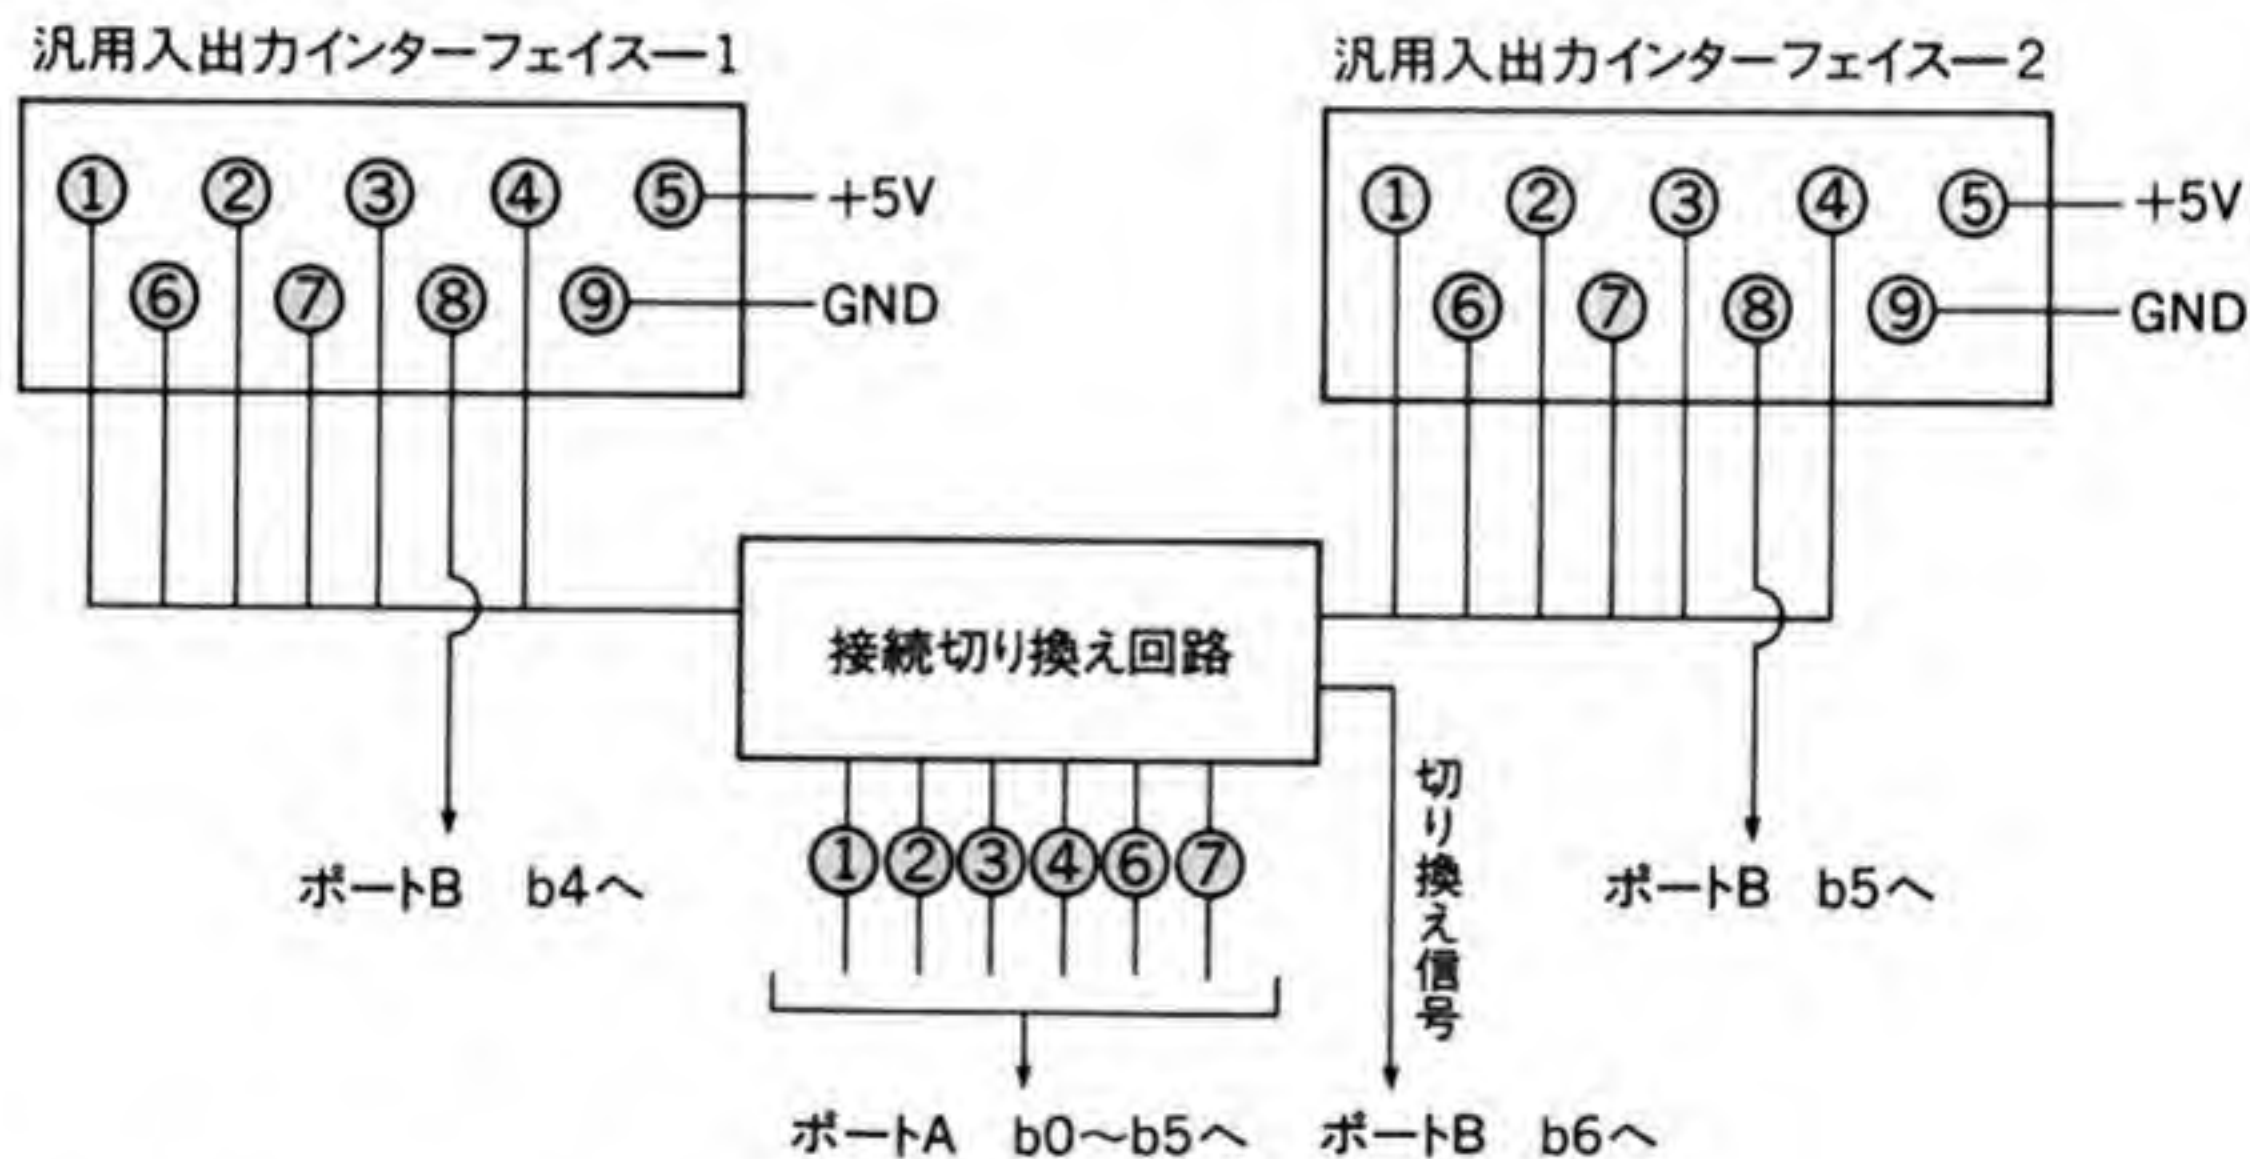 汎用入出力インターフェイス—1
汎用入出力インターフェイス—2
① ② ③ ④ ⑤ +5V
⑥ ⑦ ⑧ ⑨ GND
① ② ③ ④ ⑤ +5V
⑥ ⑦ ⑧ ⑨ GND
接続切り換え回路
①②③④⑥⑦
切り換え信号
ポートB b4へ
ポートB b5へ
ポートA b0〜b5へ
ポートB b6へ